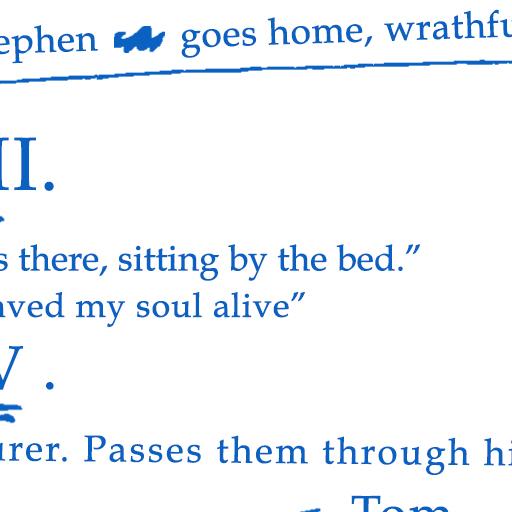 ephen goes home, wrathfu
II.
s there, sitting by the bed.”
aved my soul alive”
V .
urer. Passes them through hi
Tom